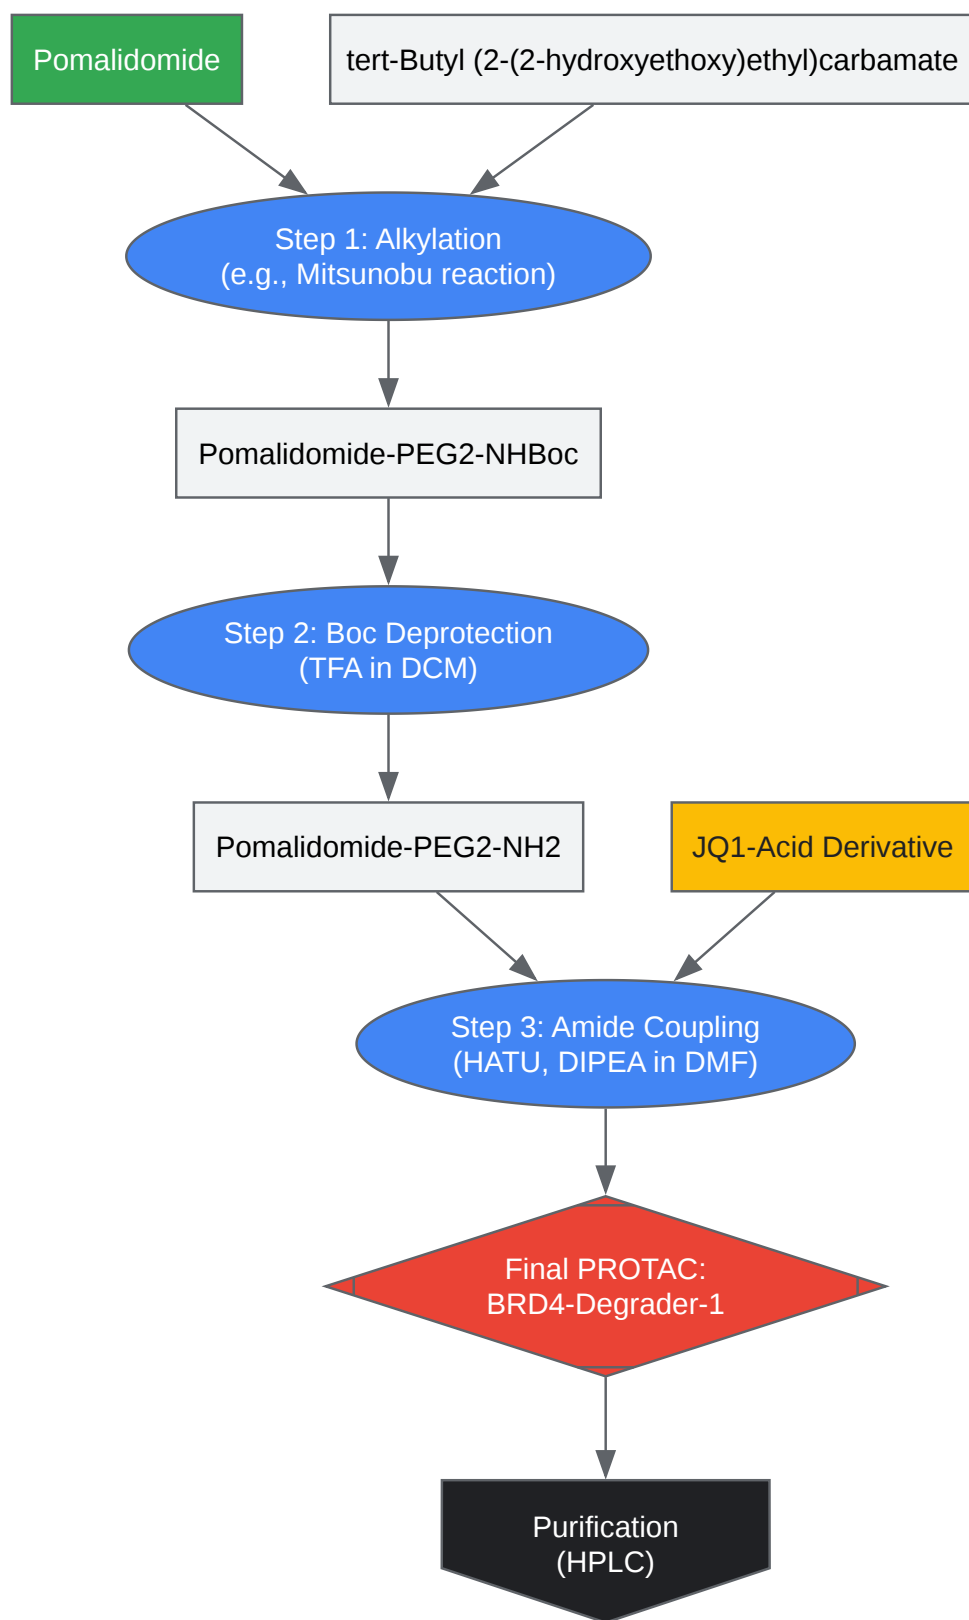 Pomalidomide
tert-Butyl (2-(2-hydroxyethoxy)ethyl)carbamate
Step 1: Alkylation
(e.g., Mitsunobu reaction)
Pomalidomide-PEG2-NHBoc
Step 2: Boc Deprotection
(TFA in DCM)
Pomalidomide-PEG2-NH2
JQ1-Acid Derivative
Step 3: Amide Coupling
(HATU, DIPEA in DMF)
Final PROTAC:
BRD4-Degrader-1
Purification
(HPLC)